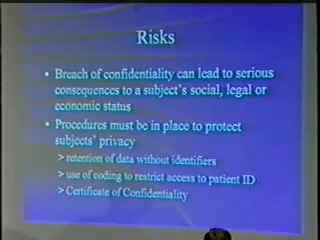 Risks
• Breach of confidentiality can lead to serious
consequences to a subject's social, legal or
economic status
• Procedures must be in place to protect
subjects' privacy
> retention of data without identifiers
> use of coding to restrict access to patient ID
> Certificate of Confidentiality